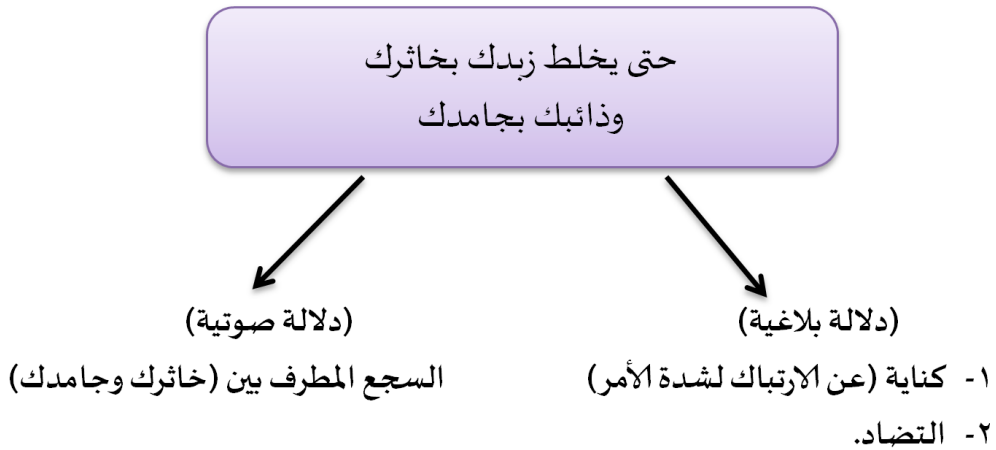 حتى يخلط زبدك بخاثرك
وذائبك بجامدك
(دلالة بلاغية)
١- كناية (عن الارتباك لشدة الأمر)
٢- التضاد.
(دلالة صوتية)
السجع المطرف بين (خاثرك وجامدك)